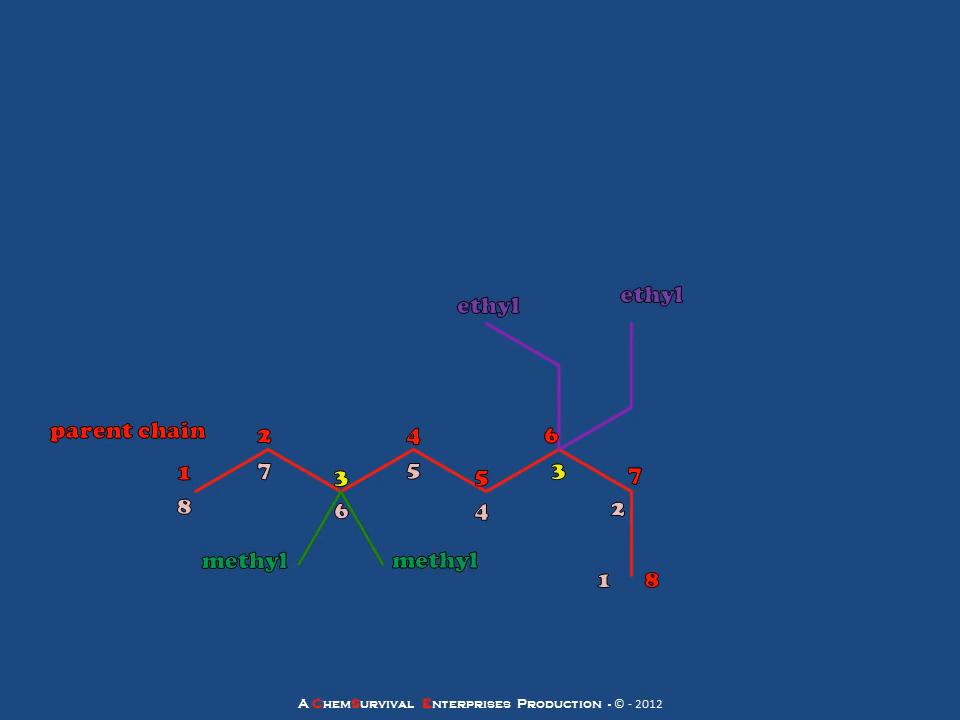 ethyl
ethyl
parent chain
1 2 3 4 5 6 7
8 7 6 5 4 3 2
methyl
methyl
1 8
A ChemSurvival Enterprises Production - © - 2012